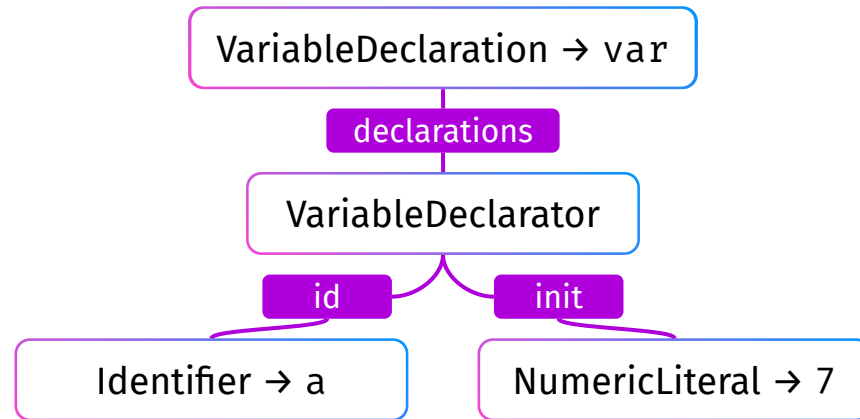 VariableDeclaration → var
declarations
VariableDeclarator
id init
Identifier → a NumericLiteral → 7